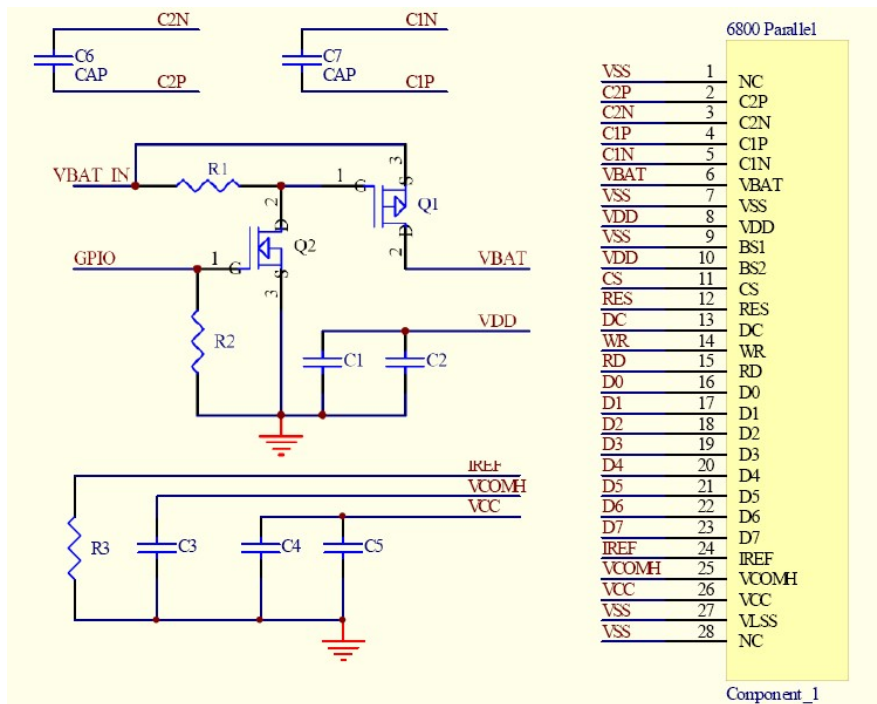 C2N
C6
CAP
C2P
C1N
C7
CAP
C1P
VBAT_IN
R1
1
G
3
S
Q1
D
2
VBAT
2
D
Q2
GPIO
1
G
S
3
R2
VDD
C1
C2
IREF
VCOMH
VCC
R3
C3
C4
C5
6800 Parallel
VSS 1 NC
C2P 2 C2P
C2N 3 C2N
C1P 4 C1P
C1N 5 C1N
VBAT 6 VBAT
VSS 7 VSS
VDD 8 VDD
VSS 9 BS1
VDD 10 BS2
CS 11 CS
RES 12 RES
DC 13 DC
WR 14 WR
RD 15 RD
D0 16 D0
D1 17 D1
D2 18 D2
D3 19 D3
D4 20 D4
D5 21 D5
D6 22 D6
D7 23 D7
IREF 24 IREF
VCOMH 25 VCOMH
VCC 26 VCC
VSS 27 VLSS
VSS 28 NC
Component_1